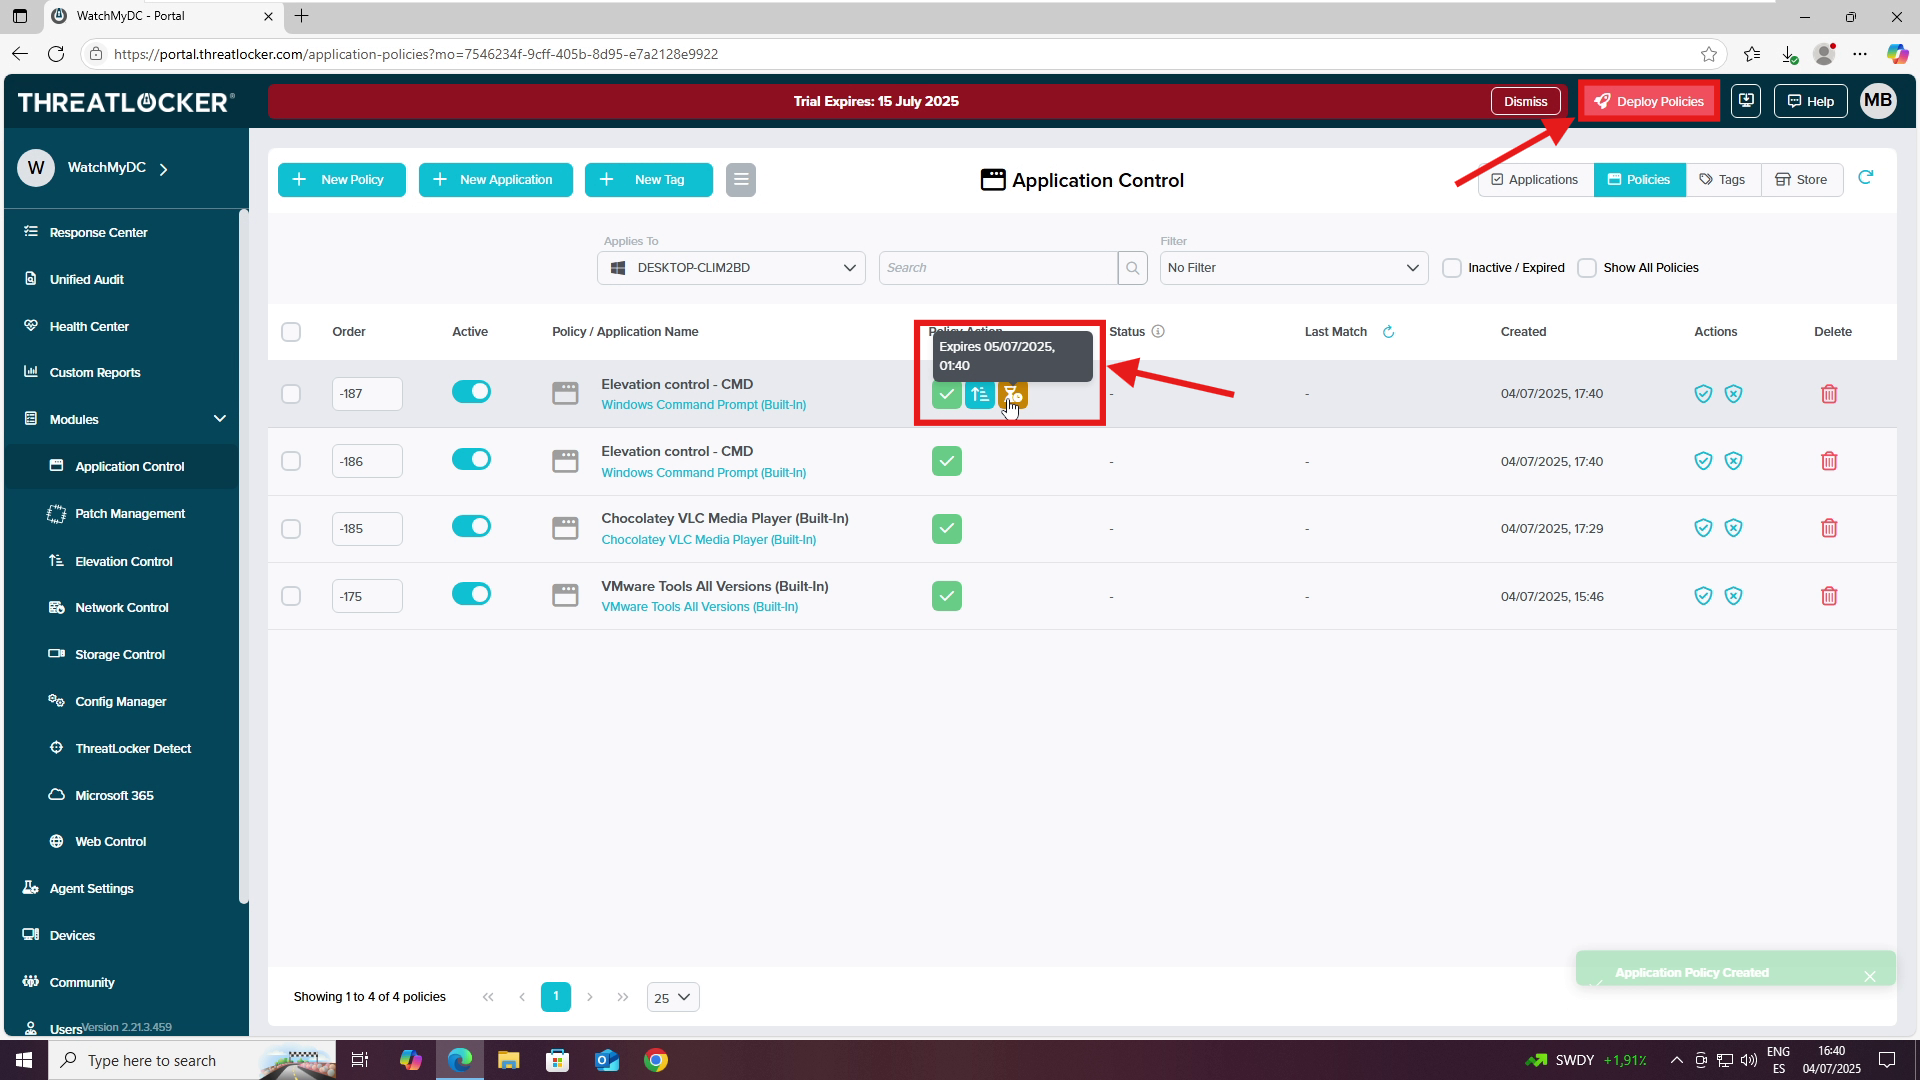 WatchMyDC - Portal
https://portal.threatlocker.com/application-policies?mo=7546234f-9cff-405b-8d95-e7a2128e9922
THREATLOCKER
Trial Expires: 15 July 2025
Dismiss
Deploy Policies
Help
MB
W
WatchMyDC
New Policy
New Application
New Tag
Application Control
Applications
Policies
Tags
Store
Response Center
Unified Audit
Health Center
Custom Reports
Modules
Application Control
Patch Management
Elevation Control
Network Control
Storage Control
Config Manager
ThreatLocker Detect
Microsoft 365
Web Control
Agent Settings
Devices
Community
Users
Version 2.21.3.459
Applies To
DESKTOP-CLIM2BD
Search
Filter
No Filter
Inactive / Expired
Show All Policies
Order
Active
Policy / Application Name
Policy Action
Status
Last Match
Created
Actions
Delete
Expires 05/07/2025,
01:40
-187
Elevation control - CMD
Windows Command Prompt (Built-In)
-
-
04/07/2025, 17:40
-186
Elevation control - CMD
Windows Command Prompt (Built-In)
-
-
04/07/2025, 17:40
-185
Chocolatey VLC Media Player (Built-In)
Chocolatey VLC Media Player (Built-In)
-
-
04/07/2025, 17:29
-175
VMware Tools All Versions (Built-In)
VMware Tools All Versions (Built-In)
-
-
04/07/2025, 15:46
Application Policy Created
Showing 1 to 4 of 4 policies
1
25
Type here to search
SWDY +1,91%
ENG
ES
16:40
04/07/2025